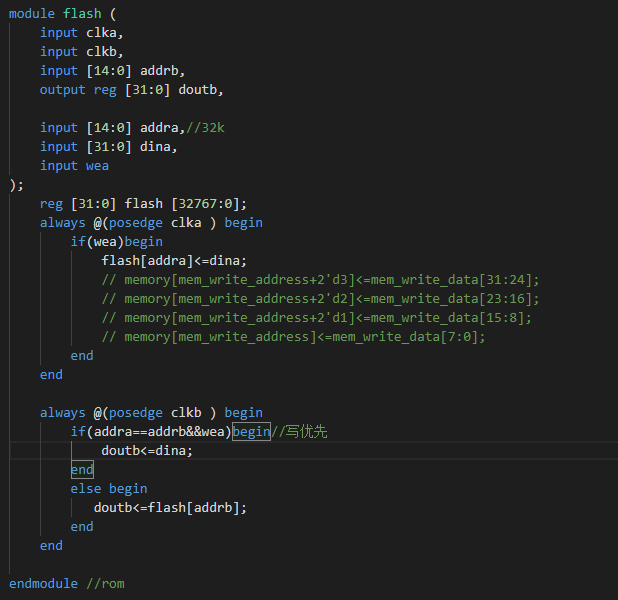 module flash (
    input clka,
    input clkb,
    input [14:0] addrb,
    output reg [31:0] doutb,

    input [14:0] addra,//32k
    input [31:0] dina,
    input wea
);
    reg [31:0] flash [32767:0];
    always @(posedge clka ) begin
        if(wea)begin
            flash[addra]<=dina;
            // memory[mem_write_address+2'd3]<=mem_write_data[31:24];
            // memory[mem_write_address+2'd2]<=mem_write_data[23:16];
            // memory[mem_write_address+2'd1]<=mem_write_data[15:8];
            // memory[mem_write_address]<=mem_write_data[7:0];
        end
    end

    always @(posedge clkb ) begin
        if(addra==addrb&&wea)begin//写优先
            doutb<=dina;
        end
        else begin
           doutb<=flash[addrb];
        end
    end

endmodule //rom